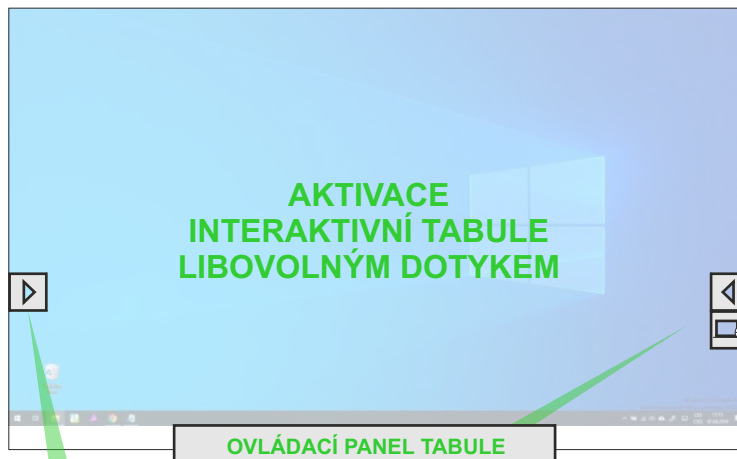 AKTIVACE
INTERAKTIVNÍ TABULE
LIBOVOLNÝM DOTYKEM
OVLÁDACÍ PANEL TABULE